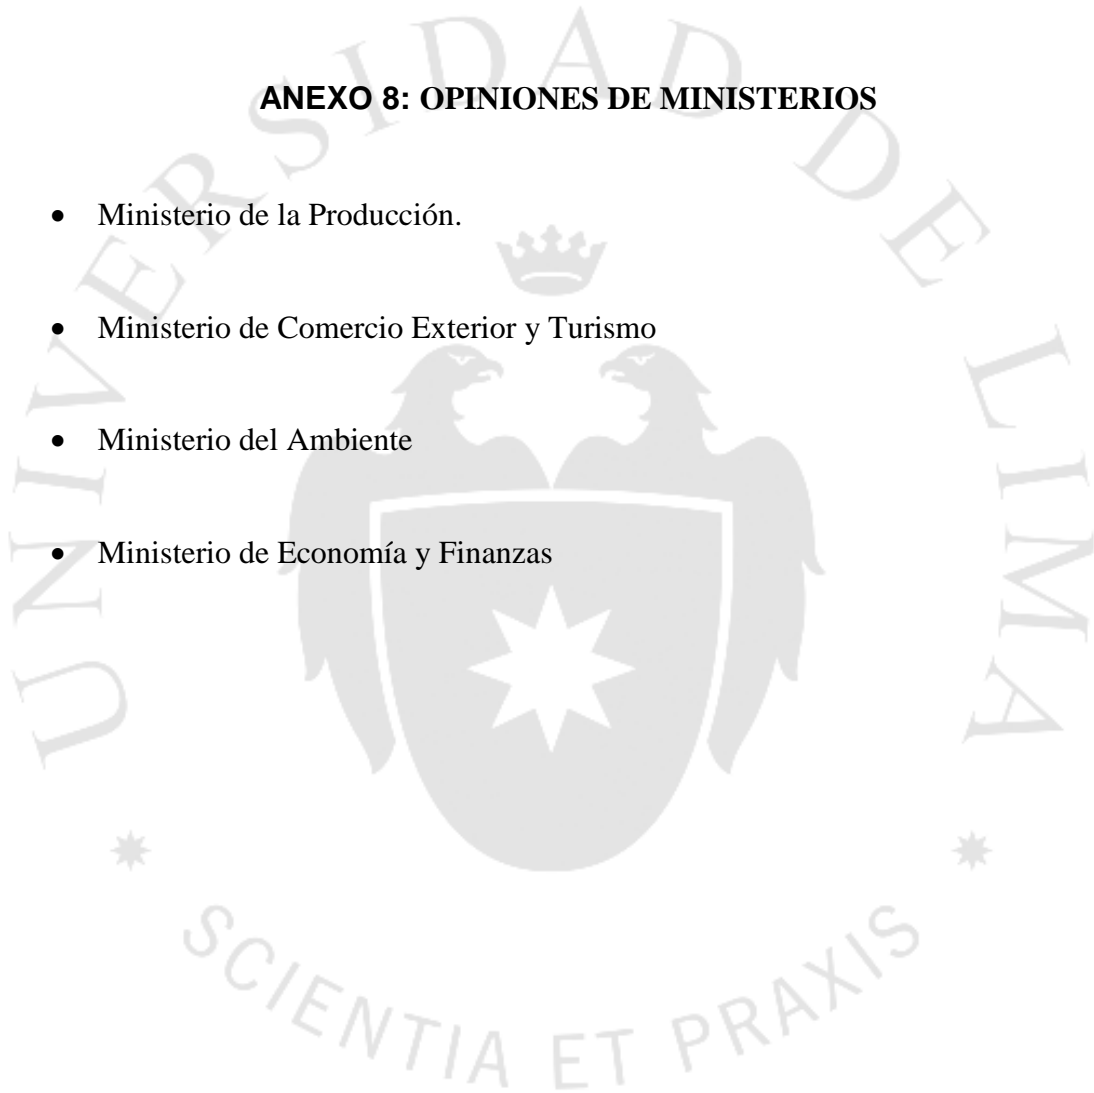 ANEXO 8: OPINIONES DE MINISTERIOS
• Ministerio de la Producción.
• Ministerio de Comercio Exterior y Turismo
• Ministerio del Ambiente
• Ministerio de Economía y Finanzas
UNIVERSIDAD DE LIMA
SCIENTIA ET PRAXIS